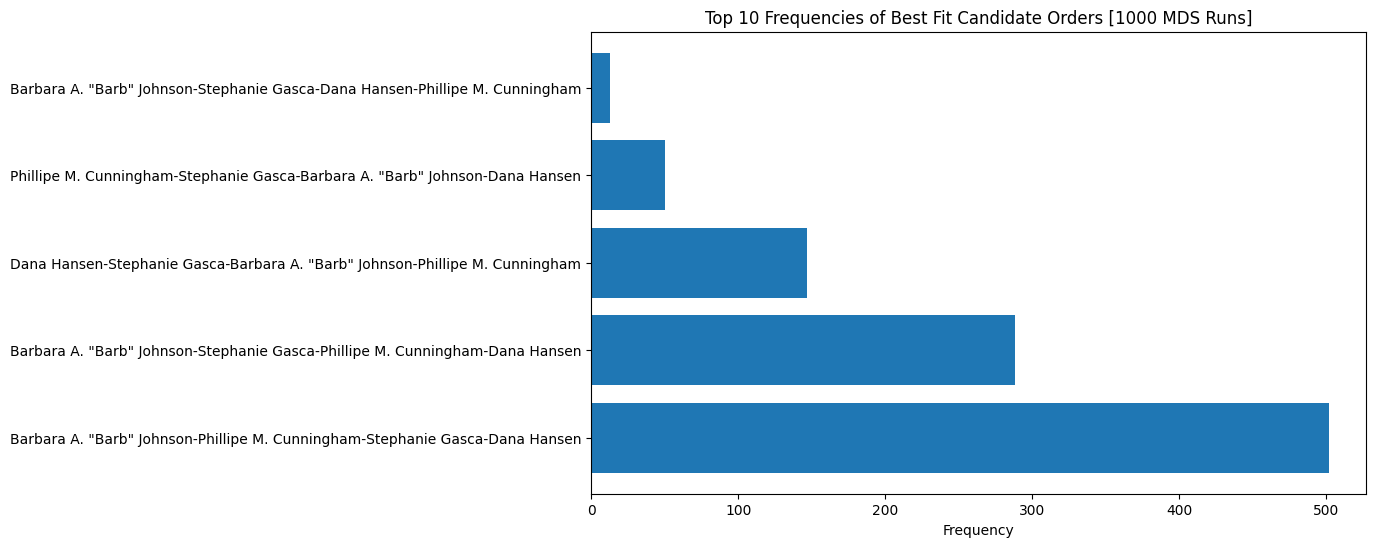 Top 10 Frequencies of Best Fit Candidate Orders [1000 MDS Runs]
Barbara A. "Barb" Johnson-Stephanie Gasca-Dana Hansen-Phillipe M. Cunningham
Phillipe M. Cunningham-Stephanie Gasca-Barbara A. "Barb" Johnson-Dana Hansen
Dana Hansen-Stephanie Gasca-Barbara A. "Barb" Johnson-Phillipe M. Cunningham
Barbara A. "Barb" Johnson-Stephanie Gasca-Phillipe M. Cunningham-Dana Hansen
Barbara A. "Barb" Johnson-Phillipe M. Cunningham-Stephanie Gasca-Dana Hansen
0 100 200 300 400 500
Frequency